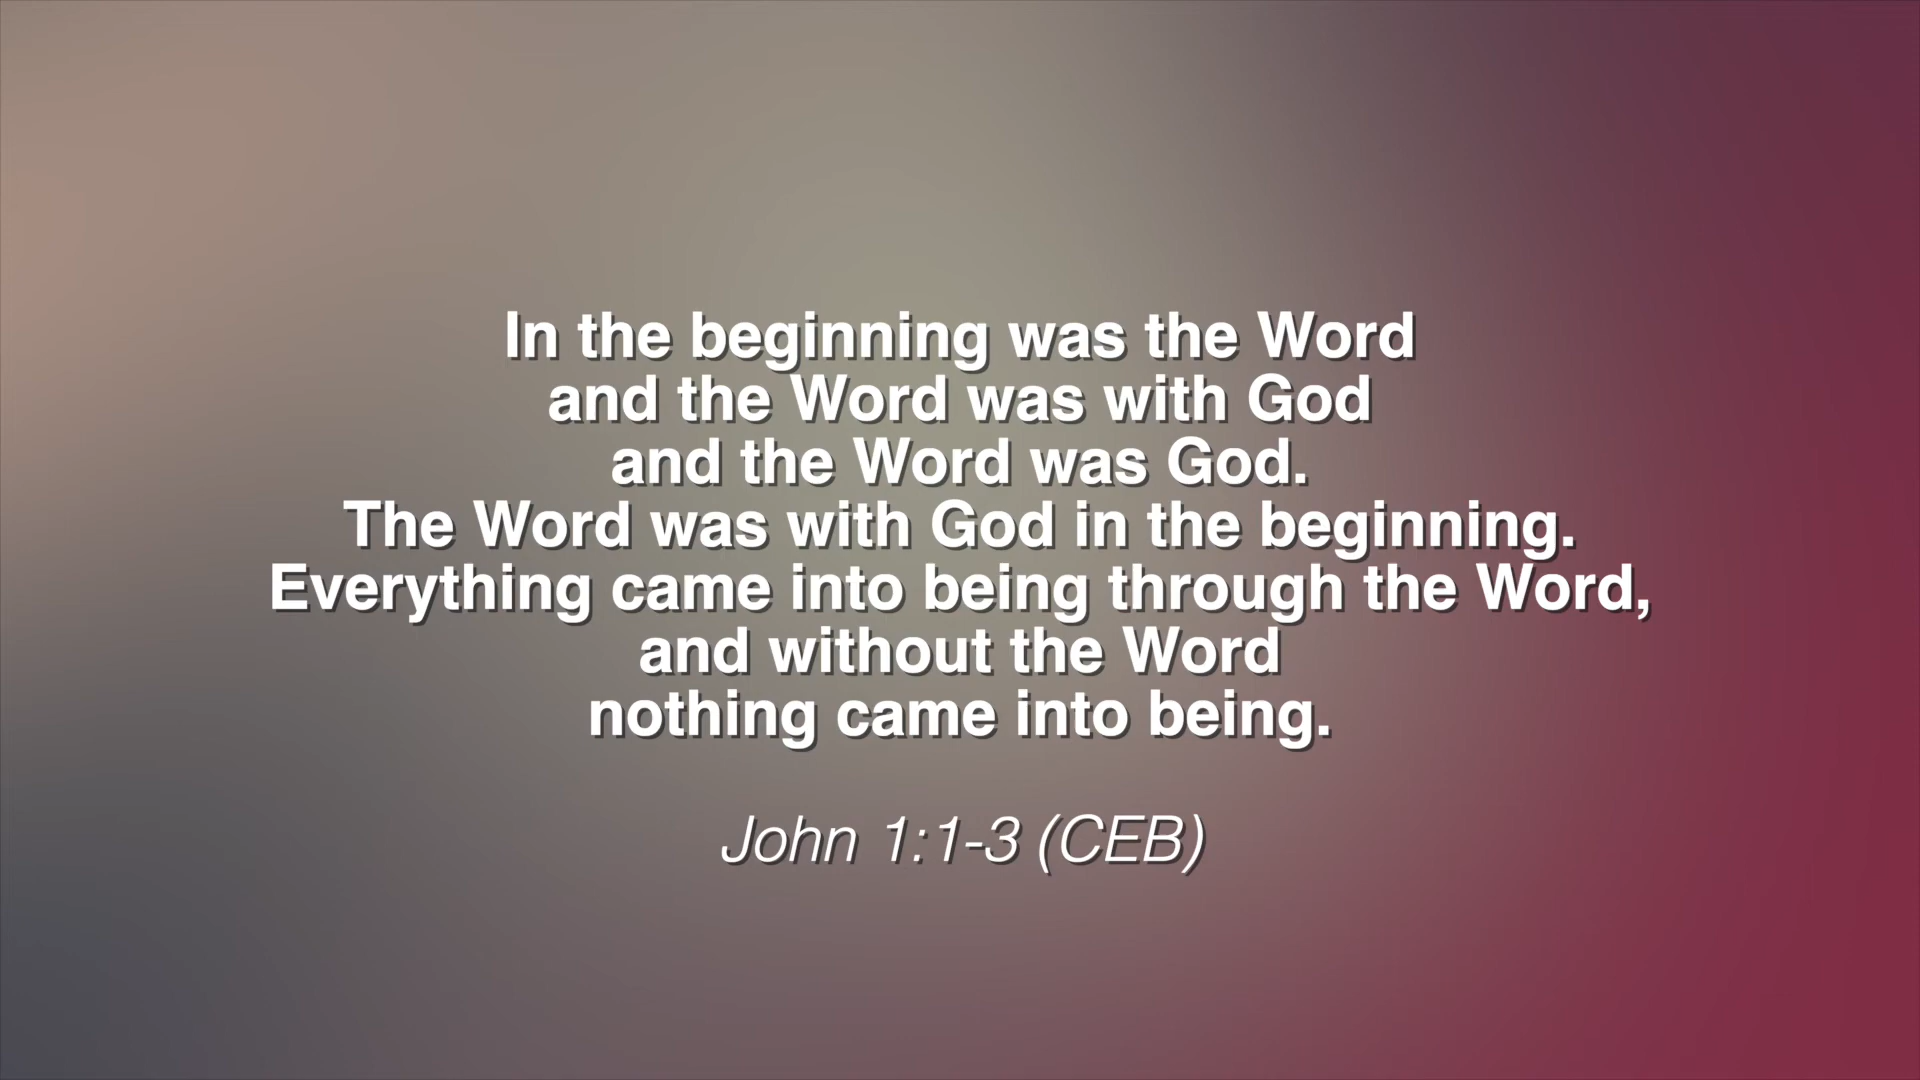 In the beginning was the Word
and the Word was with God
and the Word was God.
The Word was with God in the beginning.
Everything came into being through the Word,
and without the Word
nothing came into being.
John 1:1-3 (CEB)